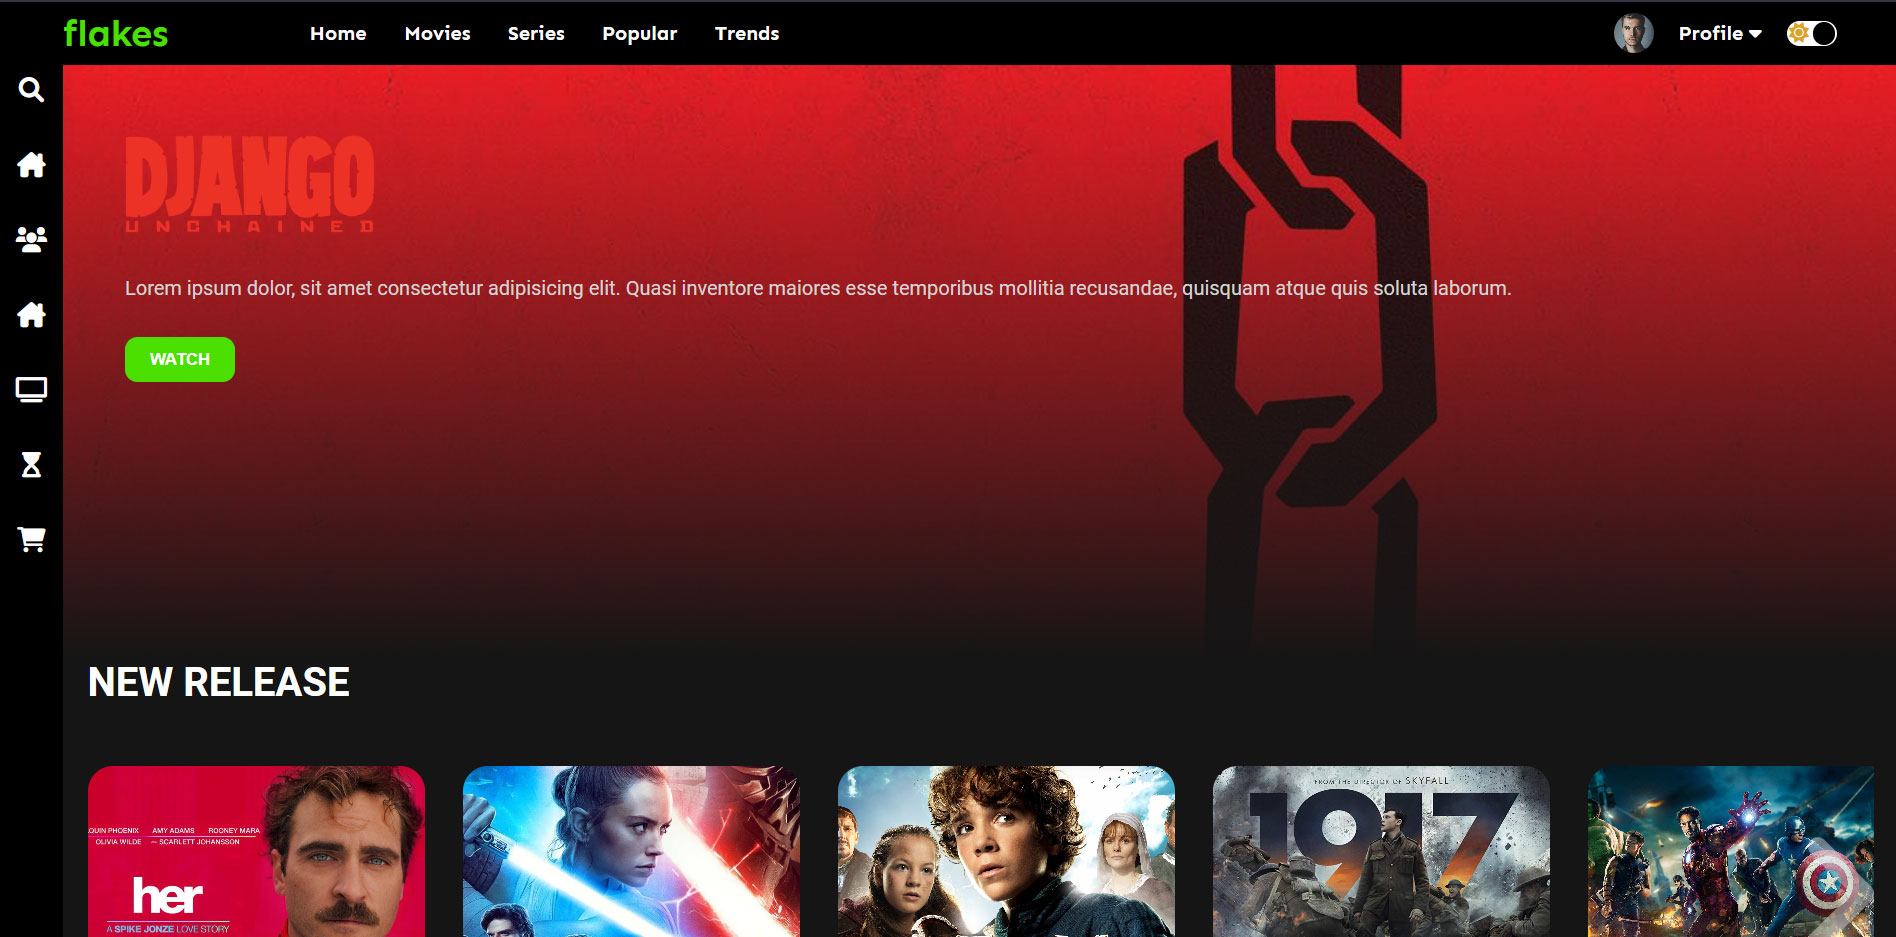 flakes
Home Movies Series Popular Trends
Profile
DJANGO
UNCHAINED
Lorem ipsum dolor, sit amet consectetur adipisicing elit. Quasi inventore maiores esse temporibus mollitia recusandae, quisquam atque quis soluta laborum.
WATCH
NEW RELEASE
OUIN PHOENIX AMY ADAMS ROONEY MARA
OLIVIA WILDE SCARLETT JOHANSSON
her
A SPIKE JONZE LOVE STORY
FROM THE DIRECTOR OF SKYFALL
1917